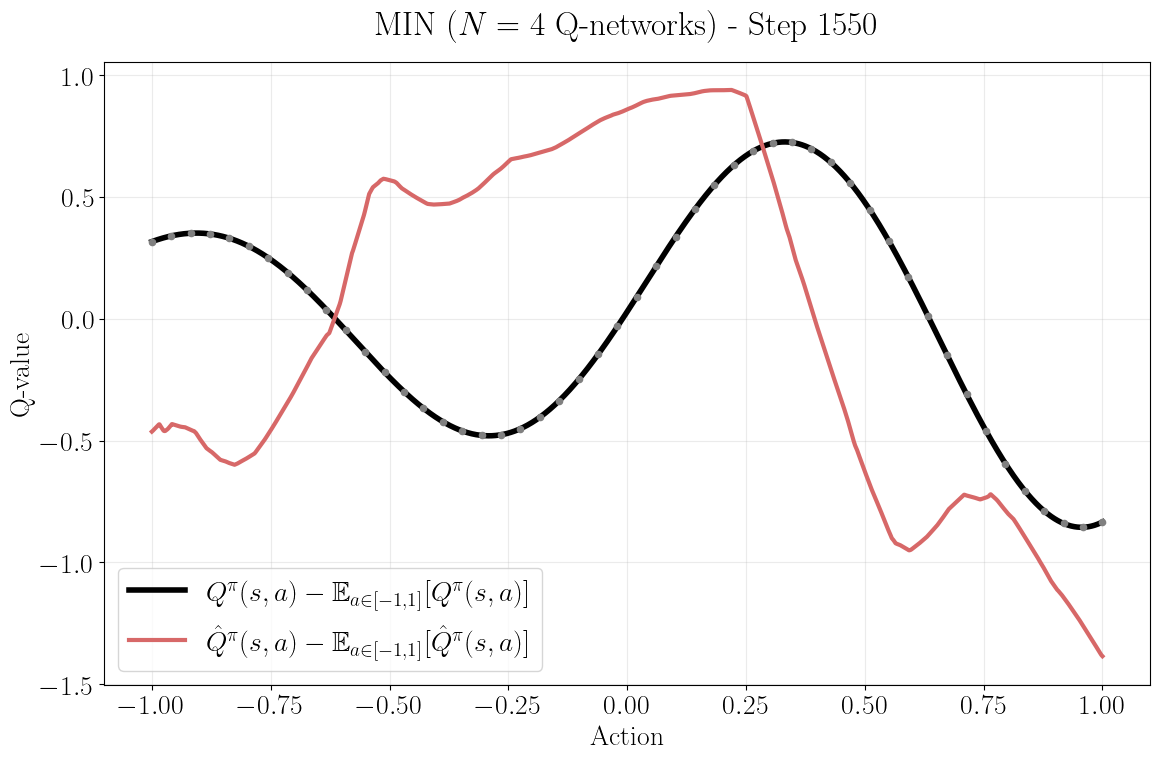 MIN (N = 4 Q-networks) - Step 1550
Q-value
1.0
0.5
0.0
−0.5
−1.0
−1.5
Q^π(s, a) − 𝔼_{a∈[−1,1]}[Q^π(s, a)]
Q̂^π(s, a) − 𝔼_{a∈[−1,1]}[Q̂^π(s, a)]
−1.00 −0.75 −0.50 −0.25 0.00 0.25 0.50 0.75 1.00
Action